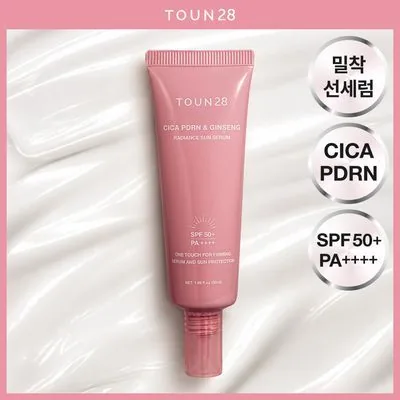 TOUN28
TOUN28
CICA PDRN & GINSENG
RADIANCE SUN SERUM
SPF 50+
PA ++++
ONE TOUCH FOR FIRMING
SERUM AND SUN PROTECTION
밀착
선세럼
CICA
PDRN
SPF50+
PA++++